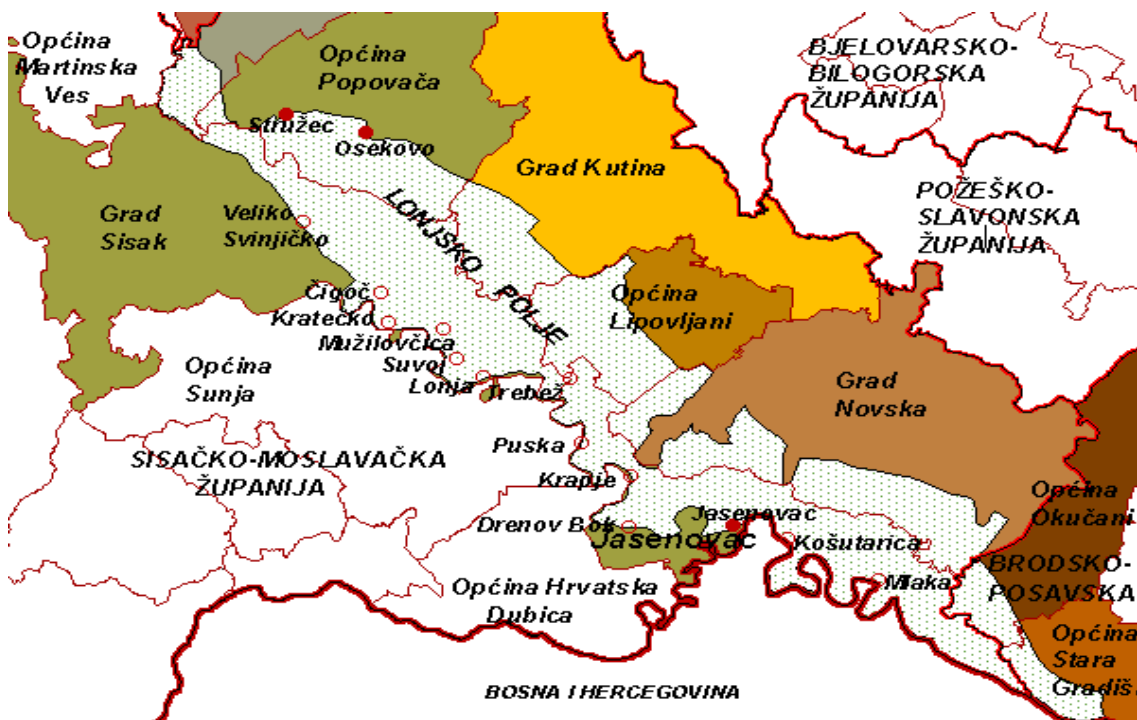 Općina
Martinska
Ves
Općina
Popovača
BJELOVARSKO-
BILOGORSKA
ŽUPANIJA
Stružec
Osekovo
Grad Kutina
POŽEŠKO-
SLAVONSKA
ŽUPANIJA
Grad
Sisak
Veliko
Svinjičko
LONJSKO POLJE
Čigoč
Kratečko
Mužilovčica
Suvoj
Lonja
Trebež
Općina
Lipovljani
Općina
Sunja
Grad
Novska
Puska
SISAČKO-MOSLAVAČKA
ŽUPANIJA
Krapje
Općina
Okučani
Drenov Bok
Jasenovac
Jasenovac
Košutarica
Mlaka
BRODSKO-
POSAVSKA
Općina Hrvatska
Dubica
Općina
Stara
Gradiš
BOSNA I HERCEGOVINA